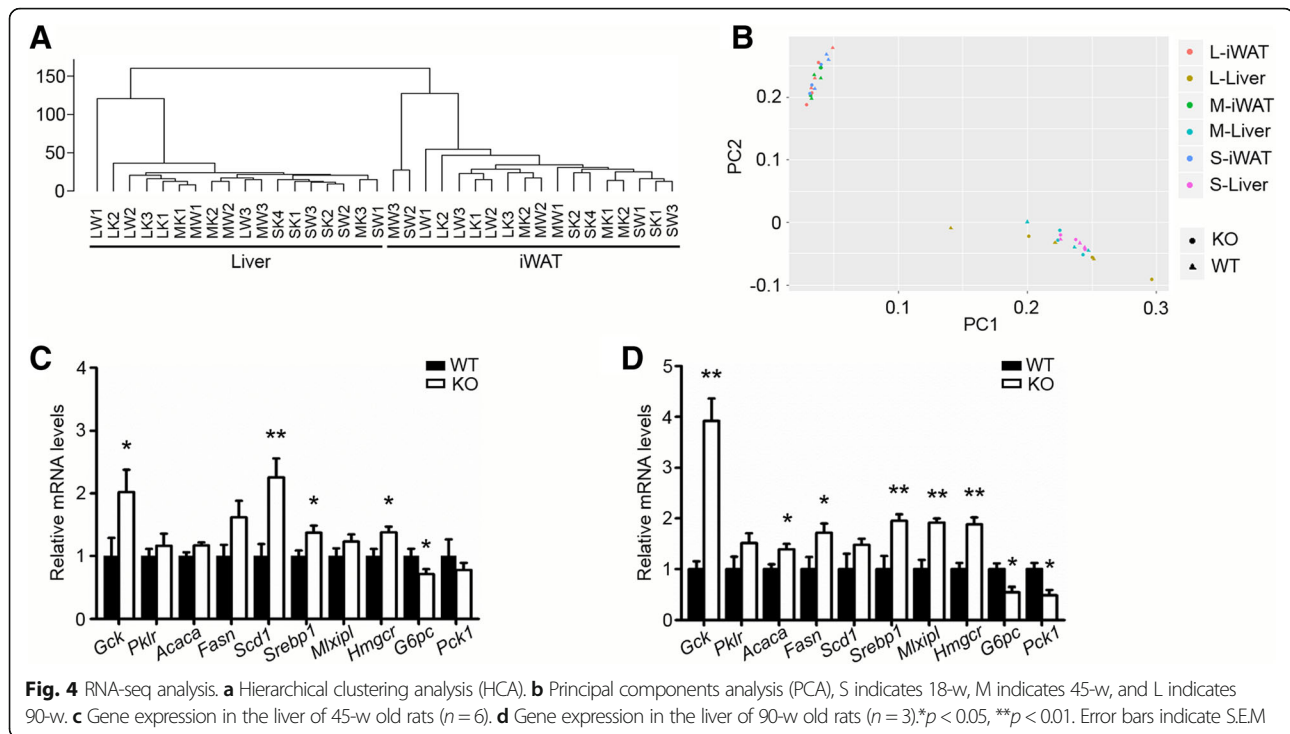 A
150
100
50
0
LW1 LK2 LW2 LK3 LK1 MK1 MW1 MK2 MW2 LW3 MW3 SK4 SK1 SW3 SK2 SW2 MK3 SW1 MW3 SW2 LW1 LK2 LW3 LK1 LW2 LK3 MK2 MW2 MW1 SK2 SK4 MK1 MK2 SW1 SK1 SW3
Liver
iWAT
B
PC2
0.2
0.1
0
-0.1
0.1
0.2
0.3
PC1
L-iWAT
L-Liver
M-iWAT
M-Liver
S-iWAT
S-Liver
KO
WT
C
WT
KO
Relative mRNA levels
4
3
2
1
0
*
**
*
*
*
Gck Pklr Acaca Fasn Scd1 Srebp1 Mlxipl Hmgcr G6pc Pck1
D
WT
KO
Relative mRNA levels
5
4
3
2
1
0
**
*
*
**
**
**
*
*
Gck Pklr Acaca Fasn Scd1 Srebp1 Mlxipl Hmgcr G6pc Pck1
Fig. 4 RNA-seq analysis. a Hierarchical clustering analysis (HCA). b Principal components analysis (PCA), S indicates 18-w, M indicates 45-w, and L indicates
90-w. c Gene expression in the liver of 45-w old rats (n = 6). d Gene expression in the liver of 90-w old rats (n = 3).*p < 0.05, **p < 0.01. Error bars indicate S.E.M